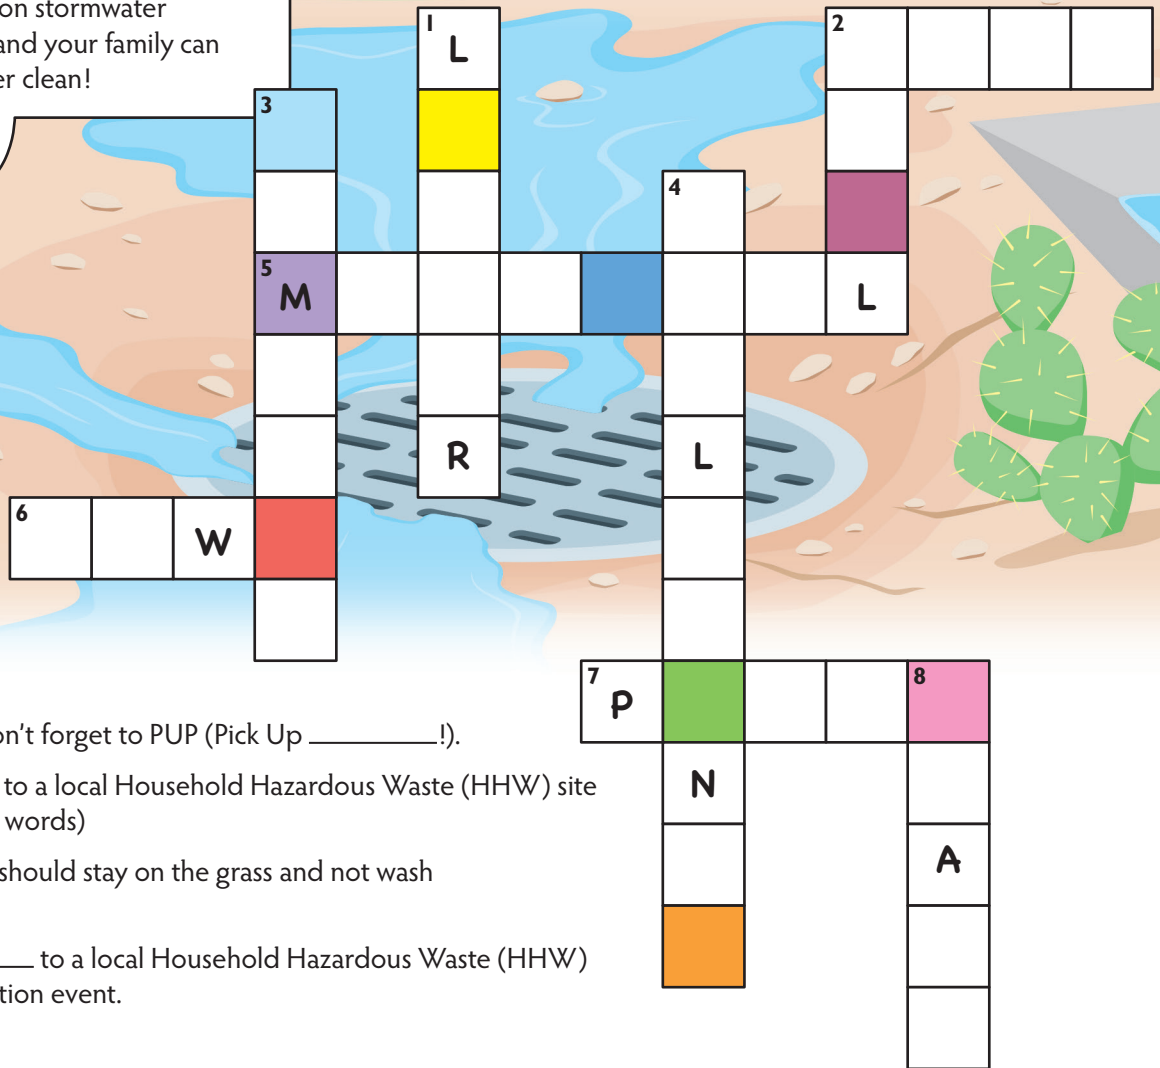 on stormwater
and your family can
er clean!
1
L
2
3
4
5
M
L
R
L
6
W
7
P
8
on't forget to PUP (Pick Up ________!).
to a local Household Hazardous Waste (HHW) site
words)
N
should stay on the grass and not wash
A
__ to a local Household Hazardous Waste (HHW)
tion event.